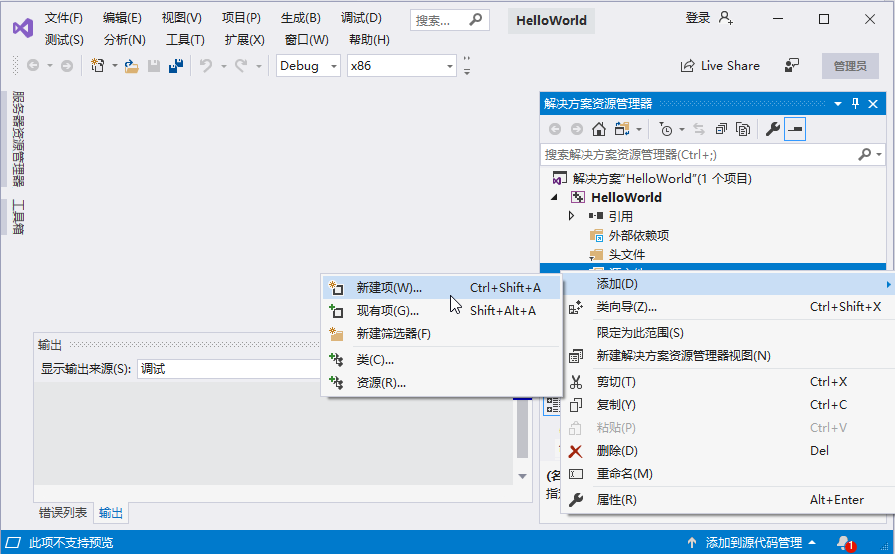 文件(F) 编辑(E) 视图(V) 项目(P) 生成(B) 调试(D) 搜索... HelloWorld 登录
测试(S) 分析(N) 工具(T) 扩展(X) 窗口(W) 帮助(H)
Debug x86 Live Share 管理员
服务器资源管理器
工具箱
解决方案资源管理器
搜索解决方案资源管理器(Ctrl+;)
解决方案"HelloWorld"(1 个项目)
HelloWorld
引用
外部依赖项
头文件
添加(D)
类向导(Z)... Ctrl+Shift+X
限定为此范围(S)
新建解决方案资源管理器视图(N)
剪切(T) Ctrl+X
复制(Y) Ctrl+C
粘贴(P) Ctrl+V
删除(D) Del
重命名(M)
属性(R) Alt+Enter
新建项(W)... Ctrl+Shift+A
现有项(G)... Shift+Alt+A
新建筛选器(F)
类(C)...
资源(R)...
输出
显示输出来源(S): 调试
错误列表 输出
此项不支持预览 添加到源代码管理 1